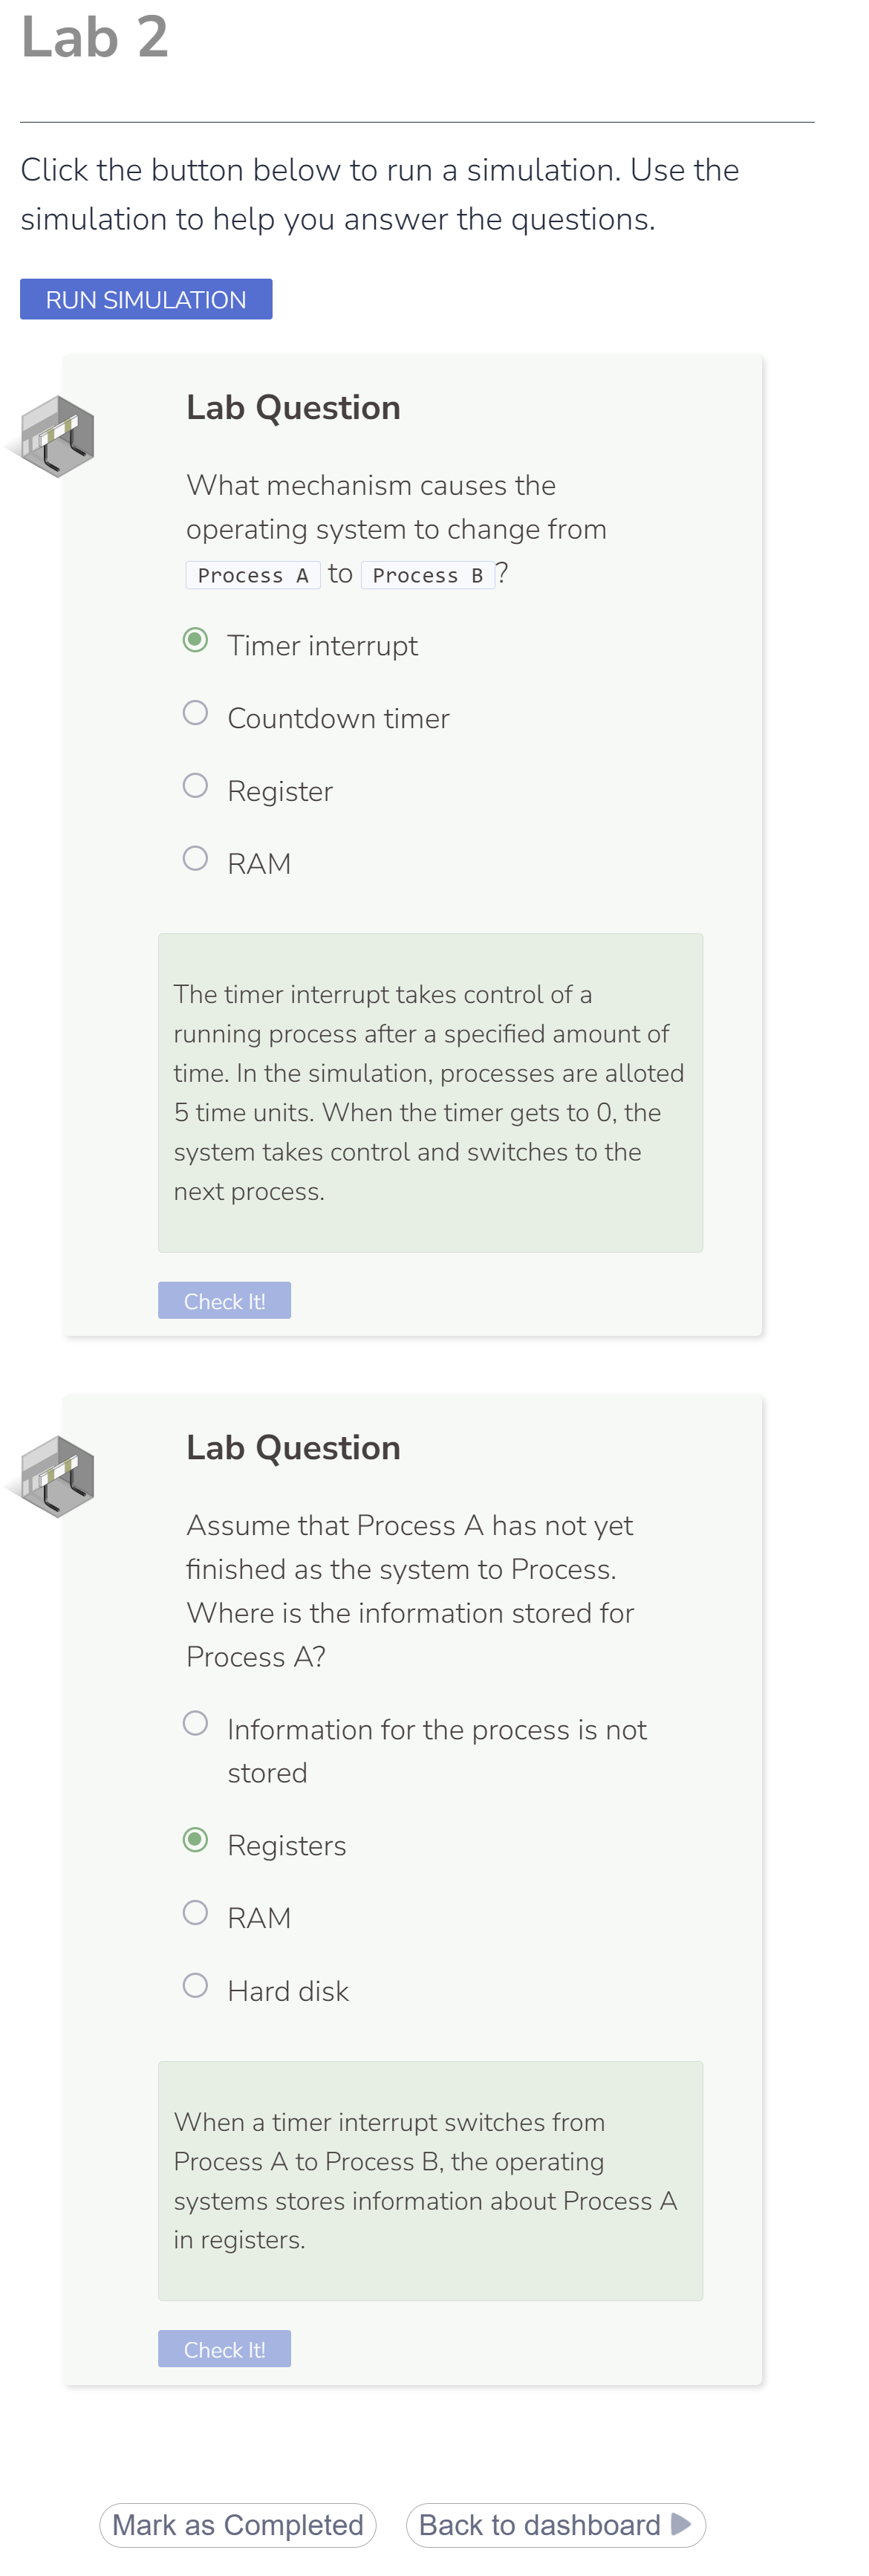 Lab 2
Click the button below to run a simulation. Use the
simulation to help you answer the questions.
RUN SIMULATION
Lab Question
What mechanism causes the
operating system to change from
Process A to Process B?
Timer interrupt
Countdown timer
Register
RAM
The timer interrupt takes control of a
running process after a specified amount of
time. In the simulation, processes are alloted
5 time units. When the timer gets to 0, the
system takes control and switches to the
next process.
Check It!
Lab Question
Assume that Process A has not yet
finished as the system to Process.
Where is the information stored for
Process A?
Information for the process is not
stored
Registers
RAM
Hard disk
When a timer interrupt switches from
Process A to Process B, the operating
systems stores information about Process A
in registers.
Check It!
Mark as Completed
Back to dashboard